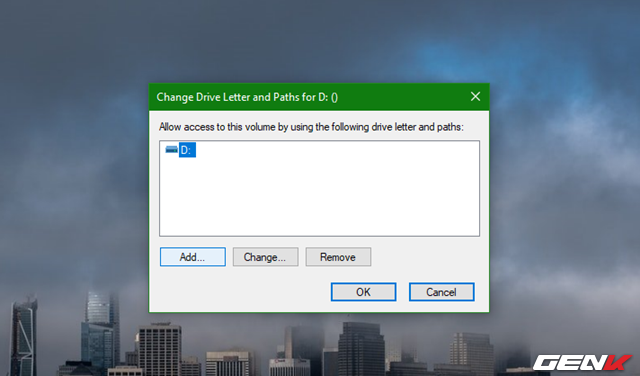 Change Drive Letter and Paths for D: ()
Allow access to this volume by using the following drive letter and paths:
D:
Add...
Change...
Remove
OK
Cancel
GENK